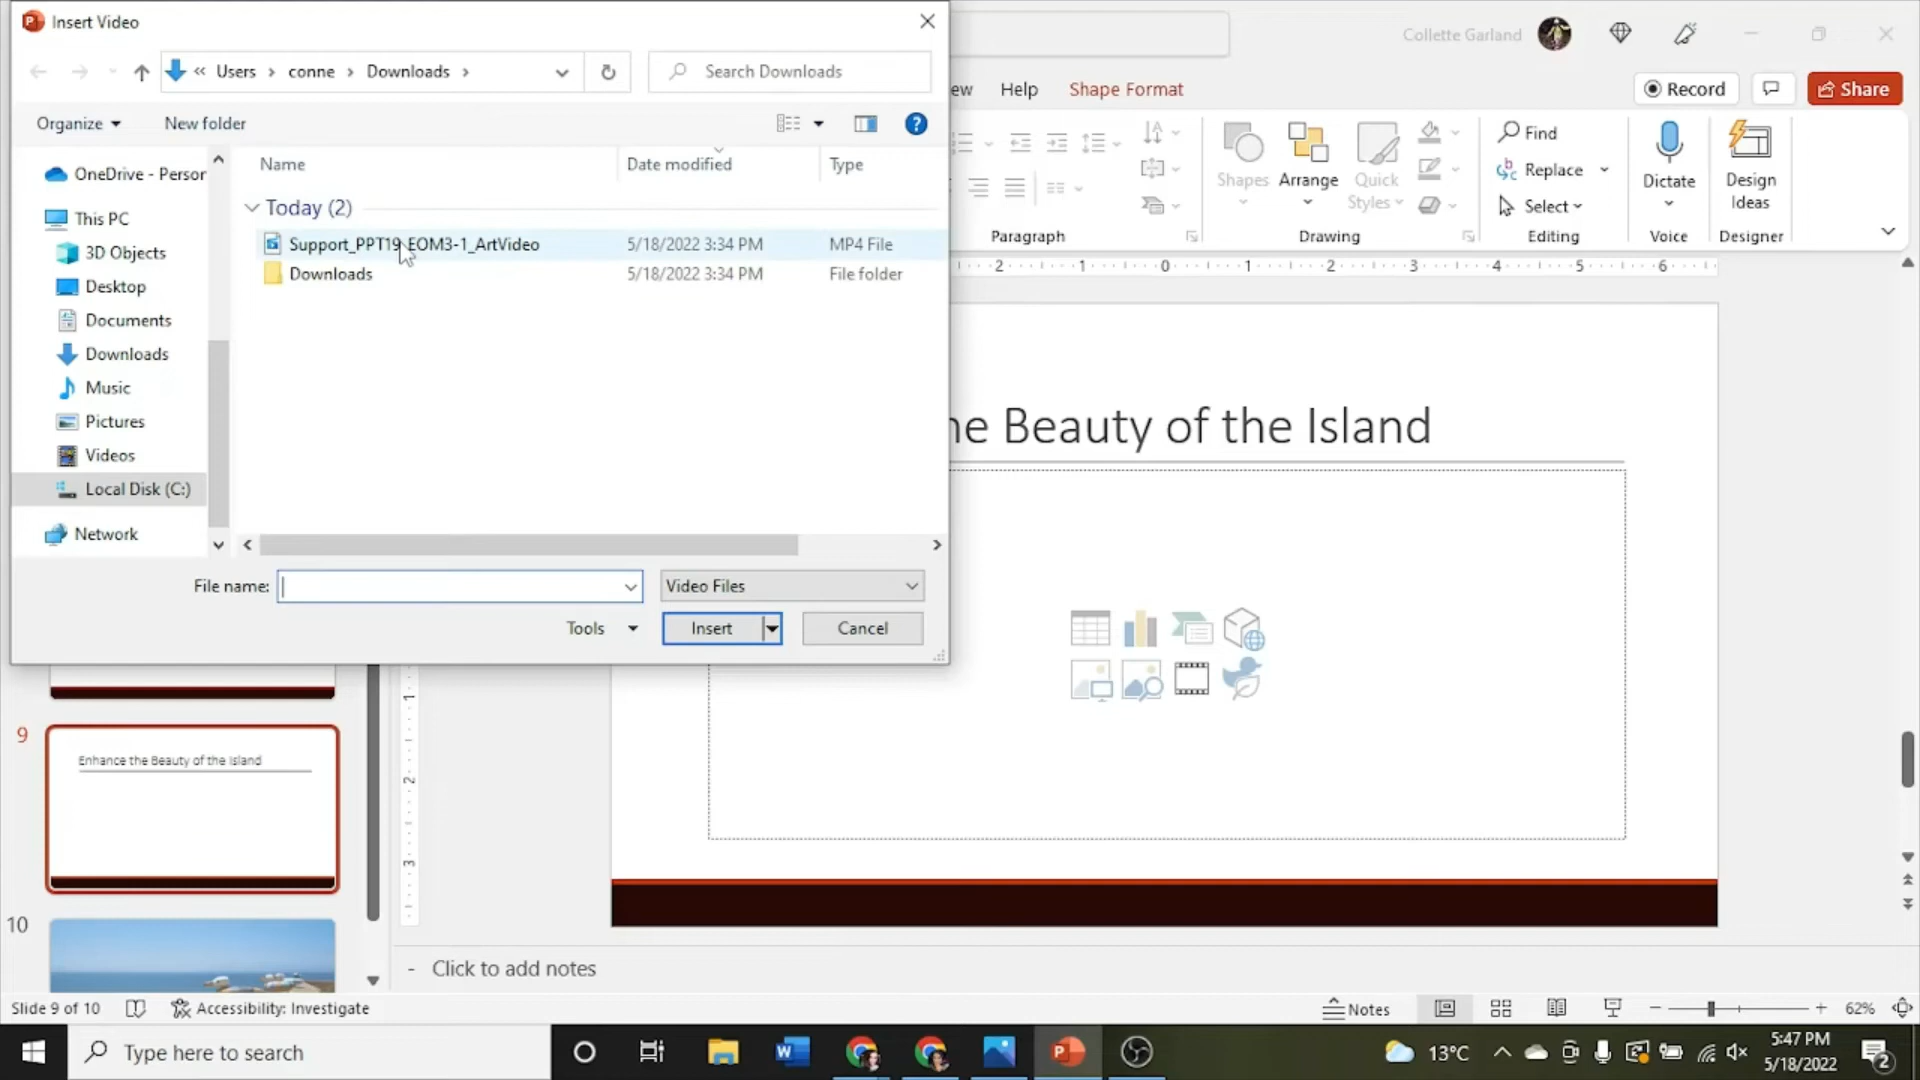 Insert Video
Collette Garland
Users
conne
Downloads
Search Downloads
ew
Help
Shape Format
Record
Share
Organize
New folder
Find
Replace
Select
Shapes
Arrange
Quick
Styles
Dictate
Design
Ideas
Paragraph
Drawing
Editing
Voice
Designer
Name
Date modified
Type
Today (2)
Support_PPT19_EOM3-1_ArtVideo 5/18/2022 3:34 PM MP4 File
Downloads 5/18/2022 3:34 PM File folder
OneDrive - Person
This PC
3D Objects
Desktop
Documents
Downloads
Music
Pictures
Videos
Local Disk (C:)
Network
File name:
Video Files
Tools
Insert
Cancel
2 1 0 1 2 3 4 5 6
he Beauty of the Island
1
2
3
9
Enhance the Beauty of the Island
10
- Click to add notes
Slide 9 of 10
Accessibility: Investigate
Notes
62%
Type here to search
13°C
5:47 PM
5/18/2022
2